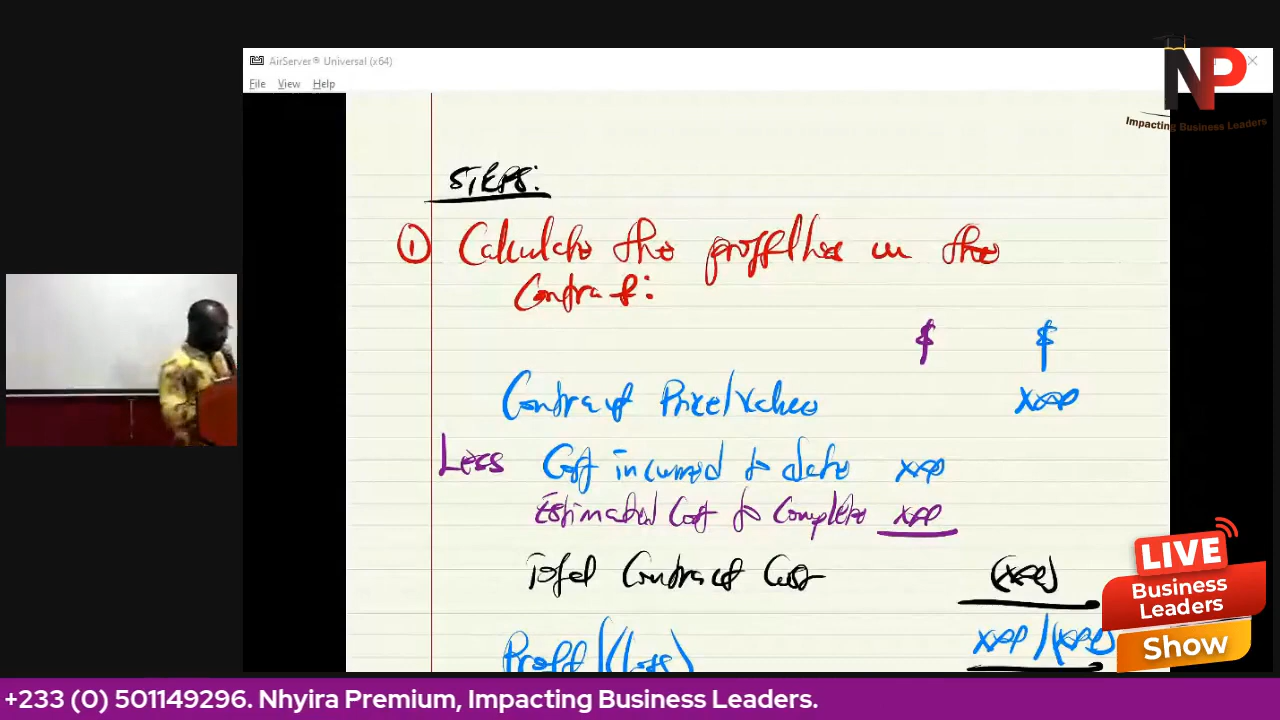 AirServer® Universal (x64)
File View Help
NP
Impacting Business Leaders
STEPS:
① Calculate the profit/loss in the
Contract:
$ $
Contract Price/Value xxx
Less Cost incurred to date xxx
Estimated Cost to Complete xxx
Total Contract Cost (xxx)
Profit/(Loss) xxx/(xxx)
LIVE
Business
Leaders
Show
+233 (0) 501149296. Nhyira Premium, Impacting Business Leaders.